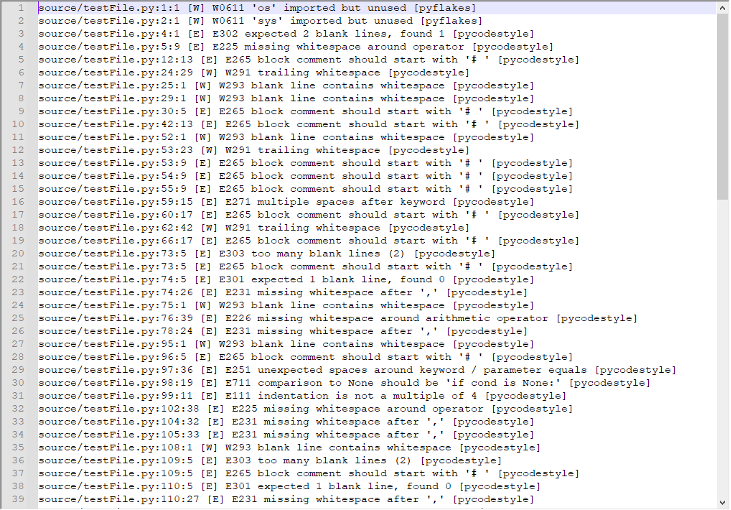 1 source/testFile.py:1:1 [W] W0611 'os' imported but unused [pyflakes]
2 source/testFile.py:2:1 [W] W0611 'sys' imported but unused [pyflakes]
3 source/testFile.py:4:1 [E] E302 expected 2 blank lines, found 1 [pycodestyle]
4 source/testFile.py:5:9 [E] E225 missing whitespace around operator [pycodestyle]
5 source/testFile.py:12:13 [E] E265 block comment should start with '# ' [pycodestyle]
6 source/testFile.py:24:29 [W] W291 trailing whitespace [pycodestyle]
7 source/testFile.py:25:1 [W] W293 blank line contains whitespace [pycodestyle]
8 source/testFile.py:29:1 [W] W293 blank line contains whitespace [pycodestyle]
9 source/testFile.py:30:5 [E] E265 block comment should start with '# ' [pycodestyle]
10 source/testFile.py:42:13 [E] E265 block comment should start with '# ' [pycodestyle]
11 source/testFile.py:52:1 [W] W293 blank line contains whitespace [pycodestyle]
12 source/testFile.py:53:23 [W] W291 trailing whitespace [pycodestyle]
13 source/testFile.py:53:9 [E] E265 block comment should start with '# ' [pycodestyle]
14 source/testFile.py:54:9 [E] E265 block comment should start with '# ' [pycodestyle]
15 source/testFile.py:55:9 [E] E265 block comment should start with '# ' [pycodestyle]
16 source/testFile.py:59:15 [E] E271 multiple spaces after keyword [pycodestyle]
17 source/testFile.py:60:17 [E] E265 block comment should start with '# ' [pycodestyle]
18 source/testFile.py:62:42 [W] W291 trailing whitespace [pycodestyle]
19 source/testFile.py:66:17 [E] E265 block comment should start with '# ' [pycodestyle]
20 source/testFile.py:73:5 [E] E303 too many blank lines (2) [pycodestyle]
21 source/testFile.py:73:5 [E] E265 block comment should start with '# ' [pycodestyle]
22 source/testFile.py:74:5 [E] E301 expected 1 blank line, found 0 [pycodestyle]
23 source/testFile.py:74:26 [E] E231 missing whitespace after ',' [pycodestyle]
24 source/testFile.py:75:1 [W] W293 blank line contains whitespace [pycodestyle]
25 source/testFile.py:76:39 [E] E226 missing whitespace around arithmetic operator [pycodestyle]
26 source/testFile.py:78:24 [E] E231 missing whitespace after ',' [pycodestyle]
27 source/testFile.py:95:1 [W] W293 blank line contains whitespace [pycodestyle]
28 source/testFile.py:96:5 [E] E265 block comment should start with '# ' [pycodestyle]
29 source/testFile.py:97:36 [E] E251 unexpected spaces around keyword / parameter equals [pycodestyle]
30 source/testFile.py:98:19 [E] E711 comparison to None should be 'if cond is None:' [pycodestyle]
31 source/testFile.py:99:11 [E] E111 indentation is not a multiple of 4 [pycodestyle]
32 source/testFile.py:102:38 [E] E225 missing whitespace around operator [pycodestyle]
33 source/testFile.py:104:32 [E] E231 missing whitespace after ',' [pycodestyle]
34 source/testFile.py:105:33 [E] E231 missing whitespace after ',' [pycodestyle]
35 source/testFile.py:108:1 [W] W293 blank line contains whitespace [pycodestyle]
36 source/testFile.py:109:5 [E] E303 too many blank lines (2) [pycodestyle]
37 source/testFile.py:109:5 [E] E265 block comment should start with '# ' [pycodestyle]
38 source/testFile.py:110:5 [E] E301 expected 1 blank line, found 0 [pycodestyle]
39 source/testFile.py:110:27 [E] E231 missing whitespace after ',' [pycodestyle]